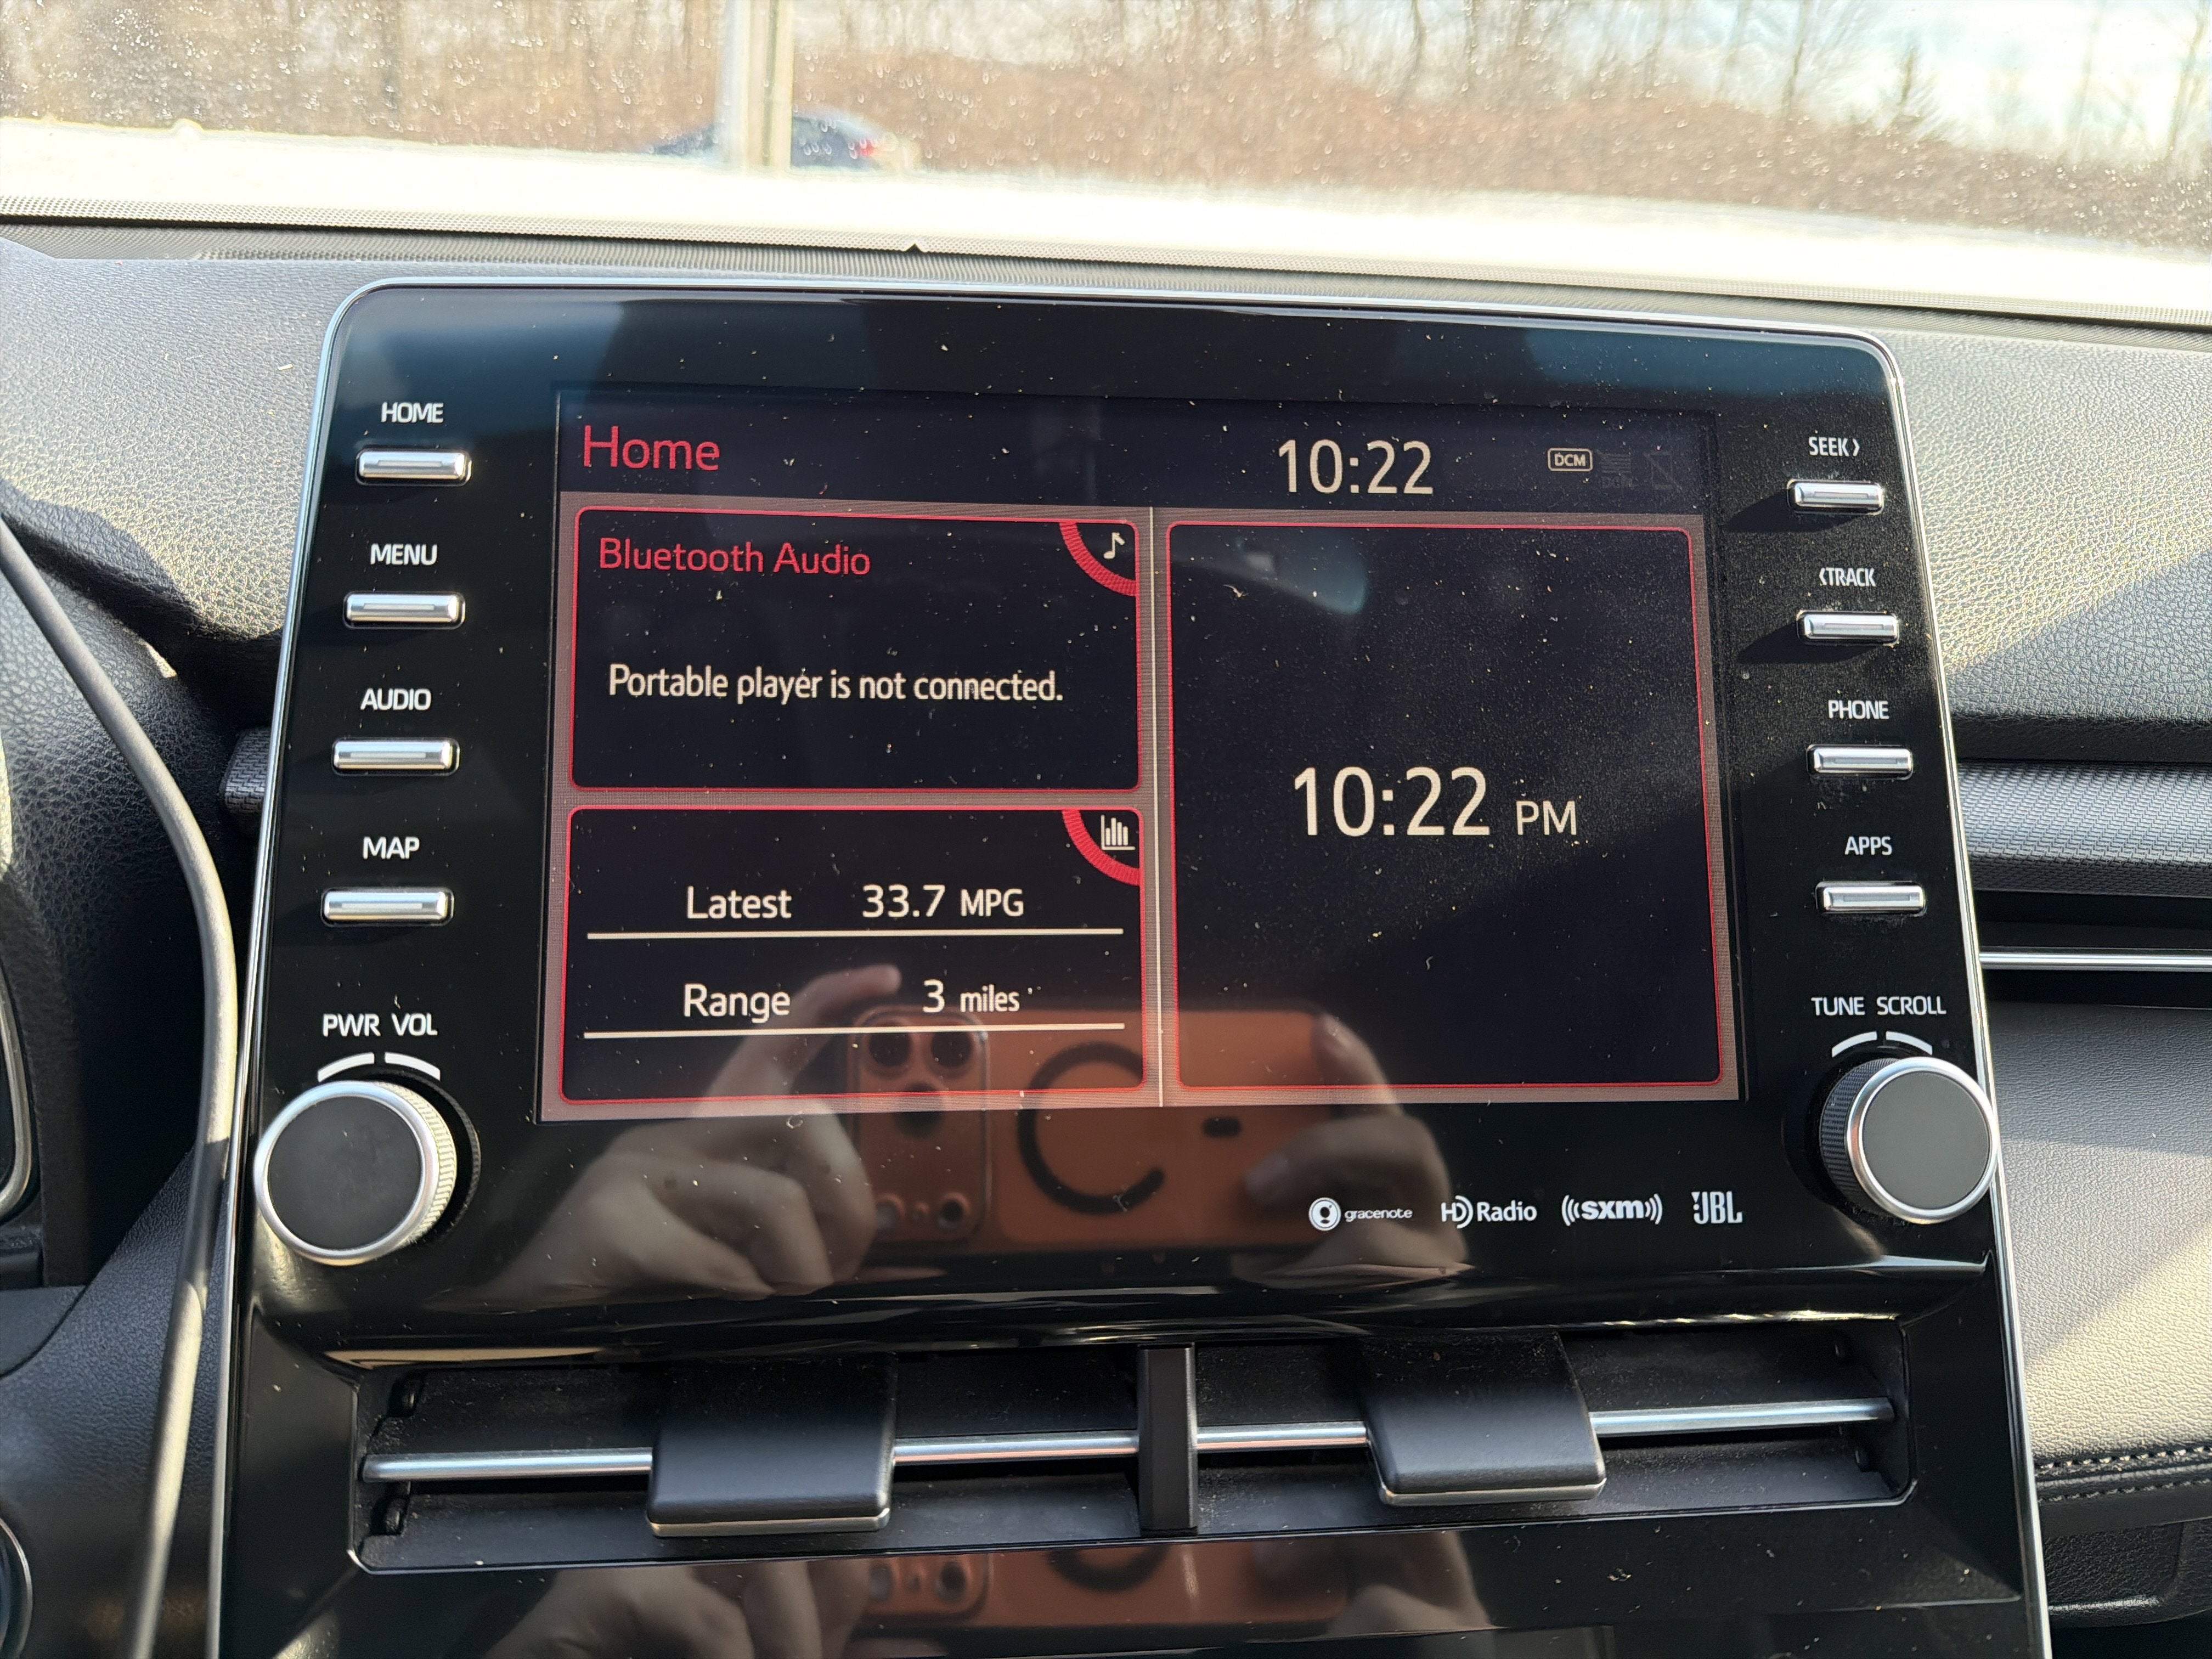 HOME
MENU
AUDIO
MAP
PWR VOL
Home
10:22
DCM
Bluetooth Audio
Portable player is not connected.
Latest 33.7 MPG
Range 3 miles
10:22 PM
SEEK>
<TRACK
PHONE
APPS
TUNE SCROLL
gracenote
HD Radio
((sxm))
JBL